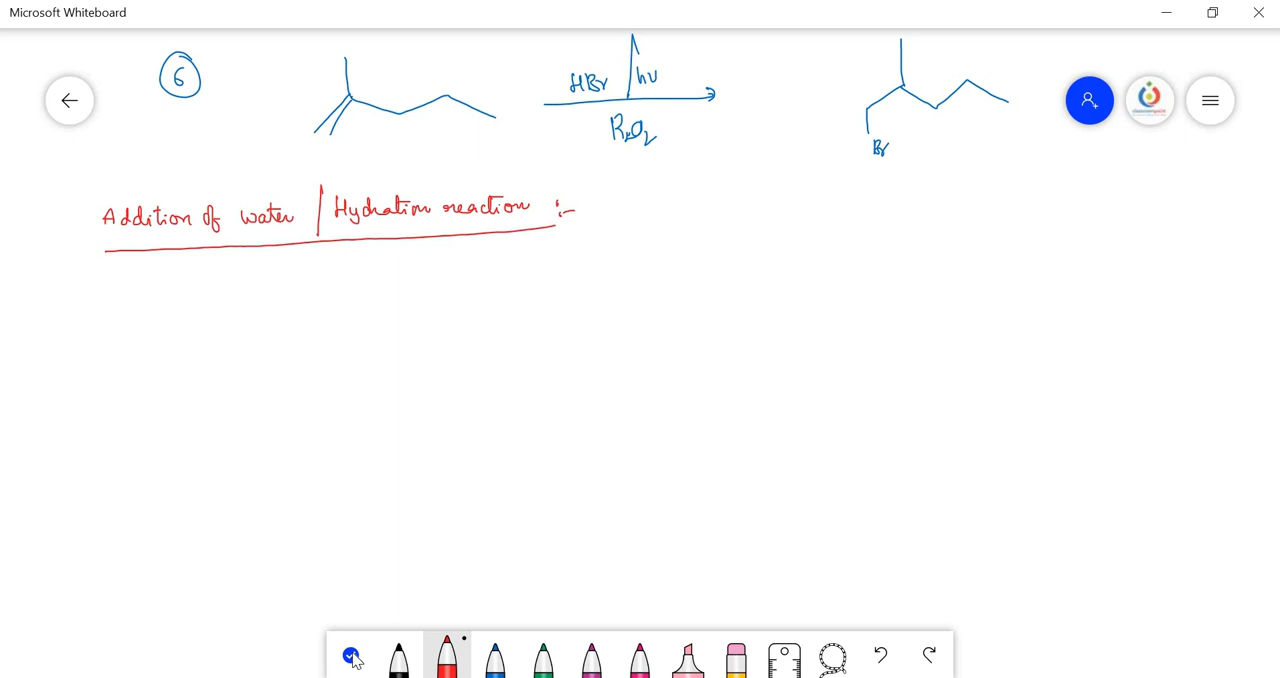 Microsoft Whiteboard
6
HBr hν
R2O2
Br
Addition of water / Hydration reaction :-